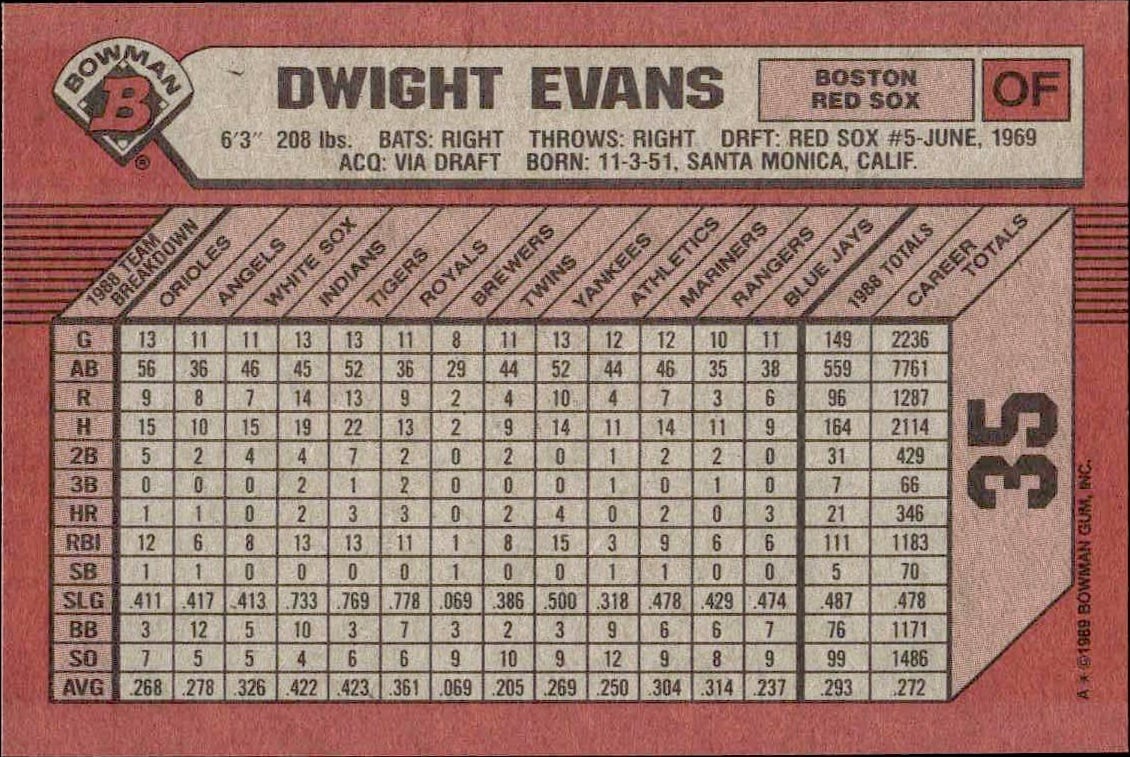 BOWMAN
B
®
DWIGHT EVANS
BOSTON
RED SOX
OF
6'3" 208 lbs. BATS: RIGHT THROWS: RIGHT DRFT: RED SOX #5-JUNE, 1969
ACQ: VIA DRAFT BORN: 11-3-51, SANTA MONICA, CALIF.
1988 TEAM BREAKDOWN ORIOLES ANGELS WHITE SOX INDIANS TIGERS ROYALS BREWERS TWINS YANKEES ATHLETICS MARINERS RANGERS BLUE JAYS 1988 TOTALS CAREER TOTALS
G 13 11 11 13 13 11 8 11 13 12 12 10 11 149 2236
AB 56 36 46 45 52 36 29 44 52 44 46 35 38 559 7761
R 9 8 7 14 13 9 2 4 10 4 7 3 6 96 1287
H 15 10 15 19 22 13 2 9 14 11 14 11 9 164 2114
2B 5 2 4 4 7 2 0 2 0 1 2 2 0 31 429
3B 0 0 0 2 1 2 0 0 0 1 0 1 0 7 66
HR 1 1 0 2 3 3 0 2 4 0 2 0 3 21 346
RBI 12 6 8 13 13 11 1 8 15 3 9 6 6 111 1183
SB 1 1 0 0 0 0 1 0 0 1 1 0 0 5 70
SLG .411 .417 .413 .733 .769 .778 .069 .386 .500 .318 .478 .429 .474 .487 .478
BB 3 12 5 10 3 7 3 2 3 9 6 6 7 76 1171
SO 7 5 5 4 6 6 9 10 9 12 9 8 9 99 1486
AVG .268 .278 .326 .422 .423 .361 .069 .205 .269 .250 .304 .314 .237 .293 .272
35
A * ©1989 BOWMAN GUM, INC.